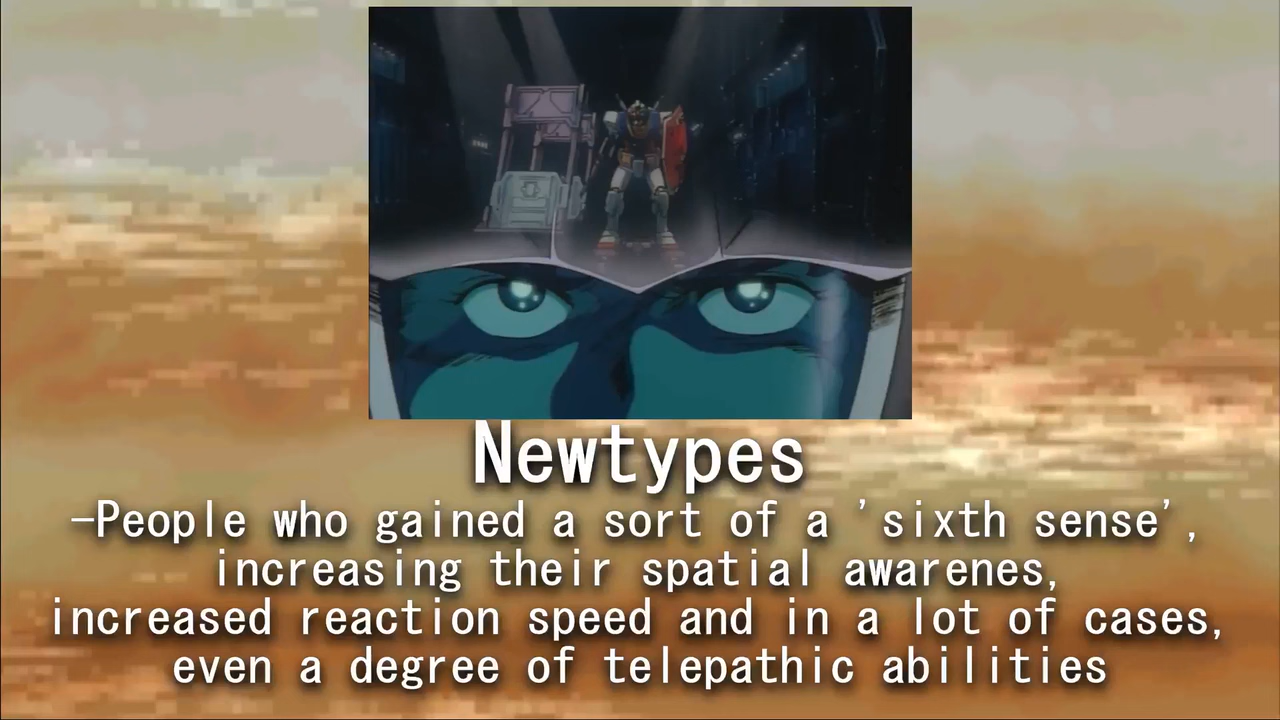 Newtypes
-People who gained a sort of a 'sixth sense',
increasing their spatial awarenes,
increased reaction speed and in a lot of cases,
even a degree of telepathic abilities